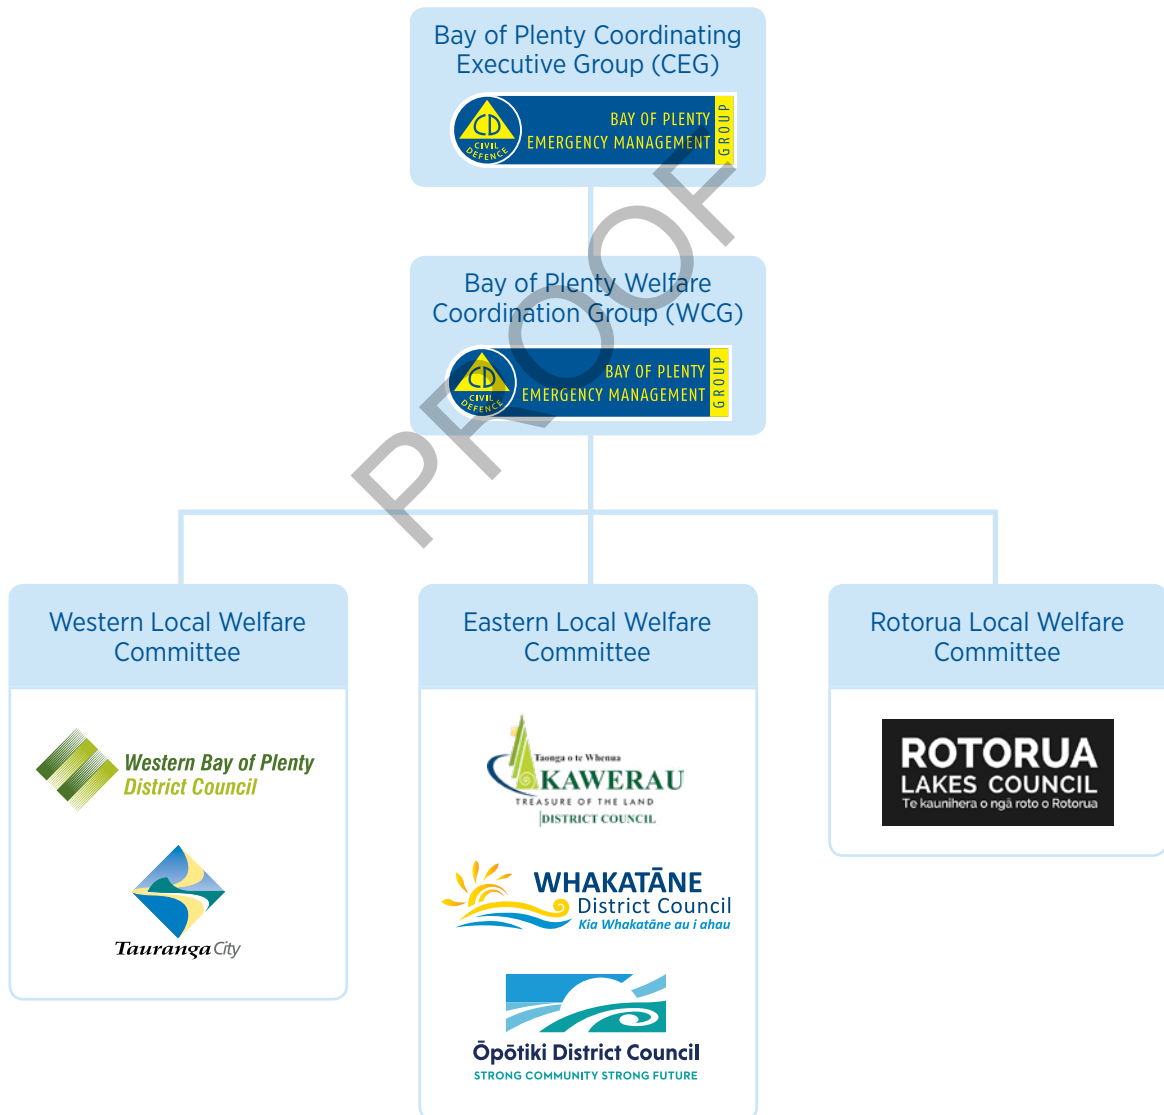 Bay of Plenty Coordinating
Executive Group (CEG)
CD
CIVIL
DEFENCE
BAY OF PLENTY
EMERGENCY MANAGEMENT
GROUP
Bay of Plenty Welfare
Coordination Group (WCG)
CD
CIVIL
DEFENCE
BAY OF PLENTY
EMERGENCY MANAGEMENT
GROUP
PROOF
Western Local Welfare
Committee
Western Bay of Plenty
District Council
Tauranga City
Eastern Local Welfare
Committee
Taonga o te Whenua
KAWERAU
TREASURE OF THE LAND
DISTRICT COUNCIL
WHAKATĀNE
District Council
Kia Whakatāne au i ahau
Ōpōtiki District Council
STRONG COMMUNITY STRONG FUTURE
Rotorua Local Welfare
Committee
ROTORUA
LAKES COUNCIL
Te kaunihera o ngā roto o Rotorua